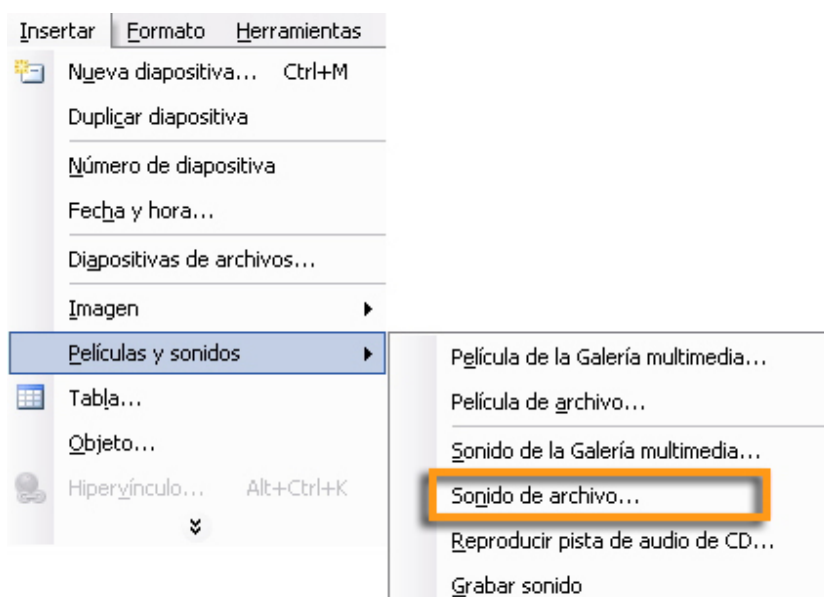 Insertar Formato Herramientas
Nueva diapositiva... Ctrl+M
Duplicar diapositiva
Número de diapositiva
Fecha y hora...
Diapositivas de archivos...
Imagen
Películas y sonidos
Tabla...
Objeto...
Hipervínculo... Alt+Ctrl+K
Película de la Galería multimedia...
Película de archivo...
Sonido de la Galería multimedia...
Sonido de archivo...
Reproducir pista de audio de CD...
Grabar sonido